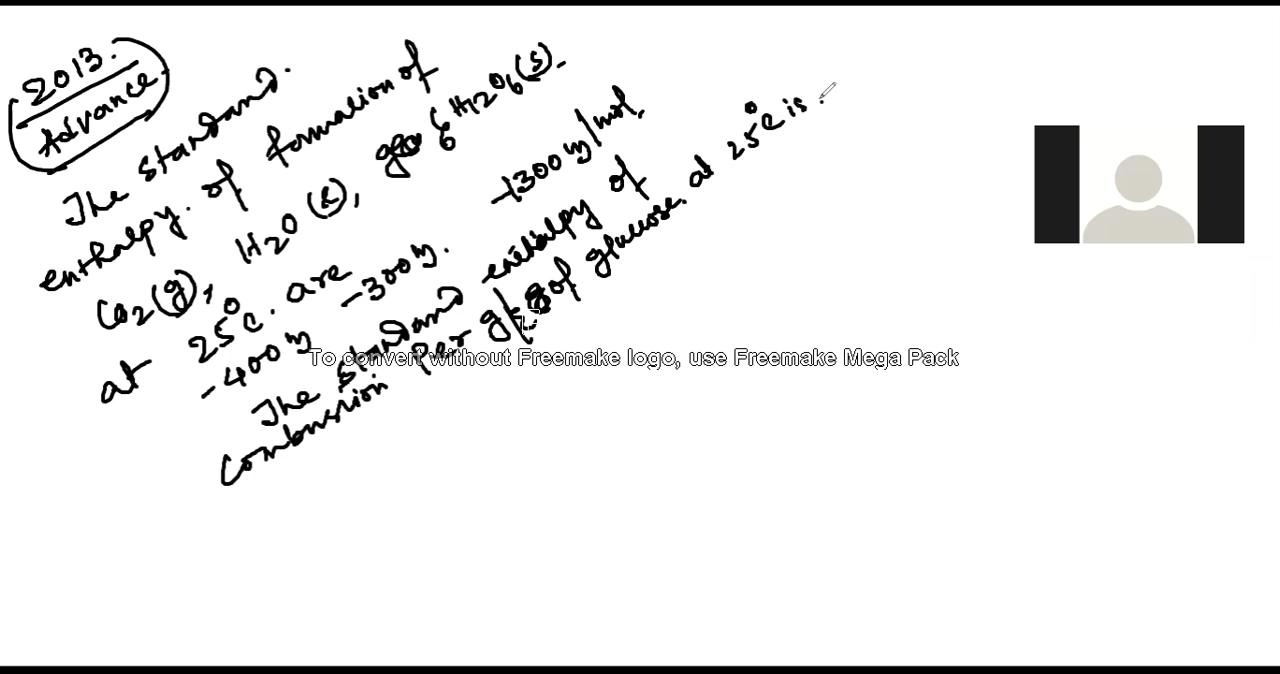 2013.
Advance
The standard.
enthalpy. of formation of
CO2(g), H2O(l), C6H12O6(s).
at 25°C. are
-400 kJ -300 kJ. -1300 kJ/mol.
The standard enthalpy of
combustion per g of glucose. at 25°C is .
To convert without Freemake logo, use Freemake Mega Pack